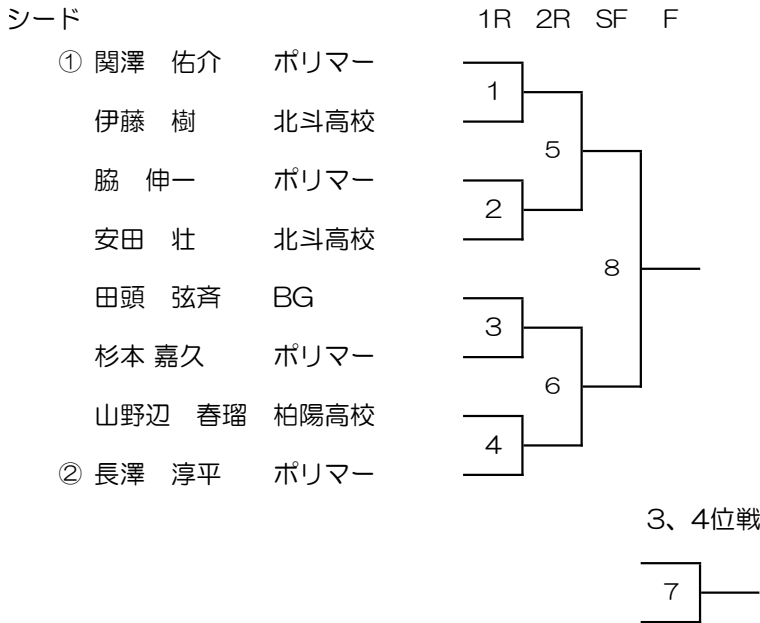 シード 1R 2R SF F
① 関澤 佑介 ポリマー
1
伊藤 樹 北斗高校
5
脇 伸一 ポリマー
2
安田 壮 北斗高校
8
田頭 弦斉 BG
3
杉本 嘉久 ポリマー
6
山野辺 春瑠 柏陽高校
4
② 長澤 淳平 ポリマー
3、4位戦
7